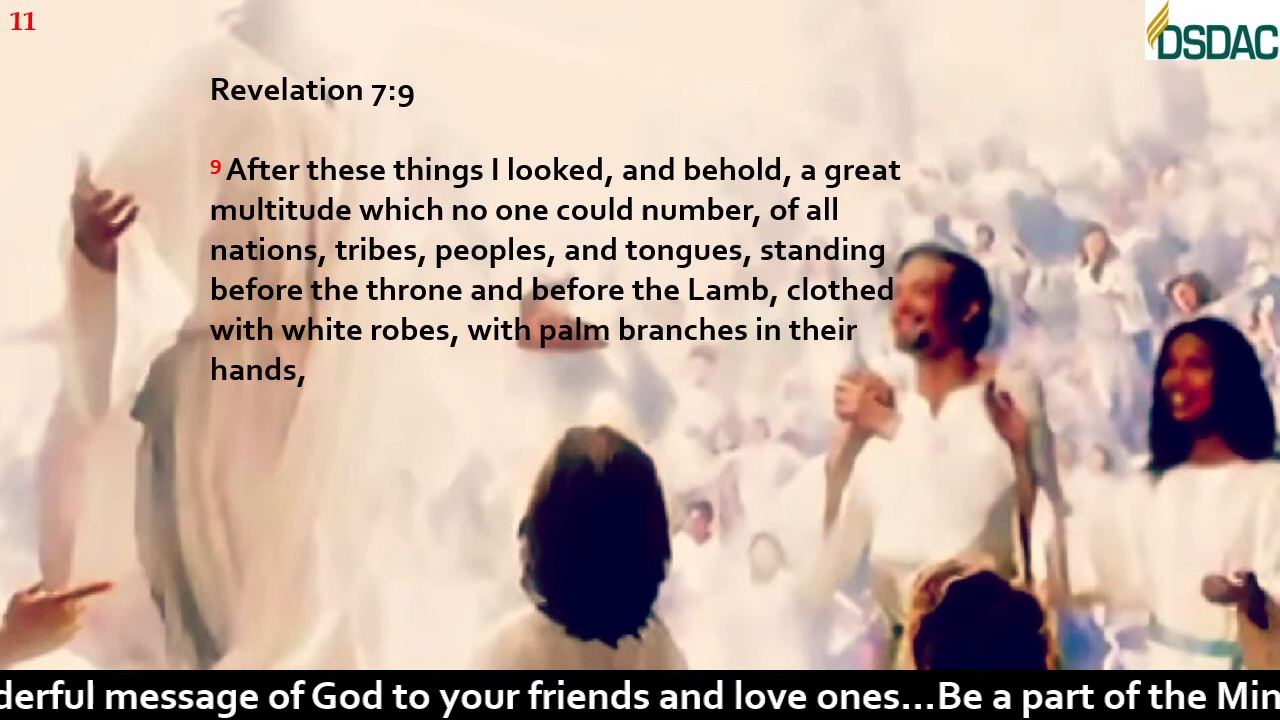 11
DSDAC
Revelation 7:9
9 After these things I looked, and behold, a great
multitude which no one could number, of all
nations, tribes, peoples, and tongues, standing
before the throne and before the Lamb, clothed
with white robes, with palm branches in their
hands,
derful message of God to your friends and love ones...Be a part of the Min